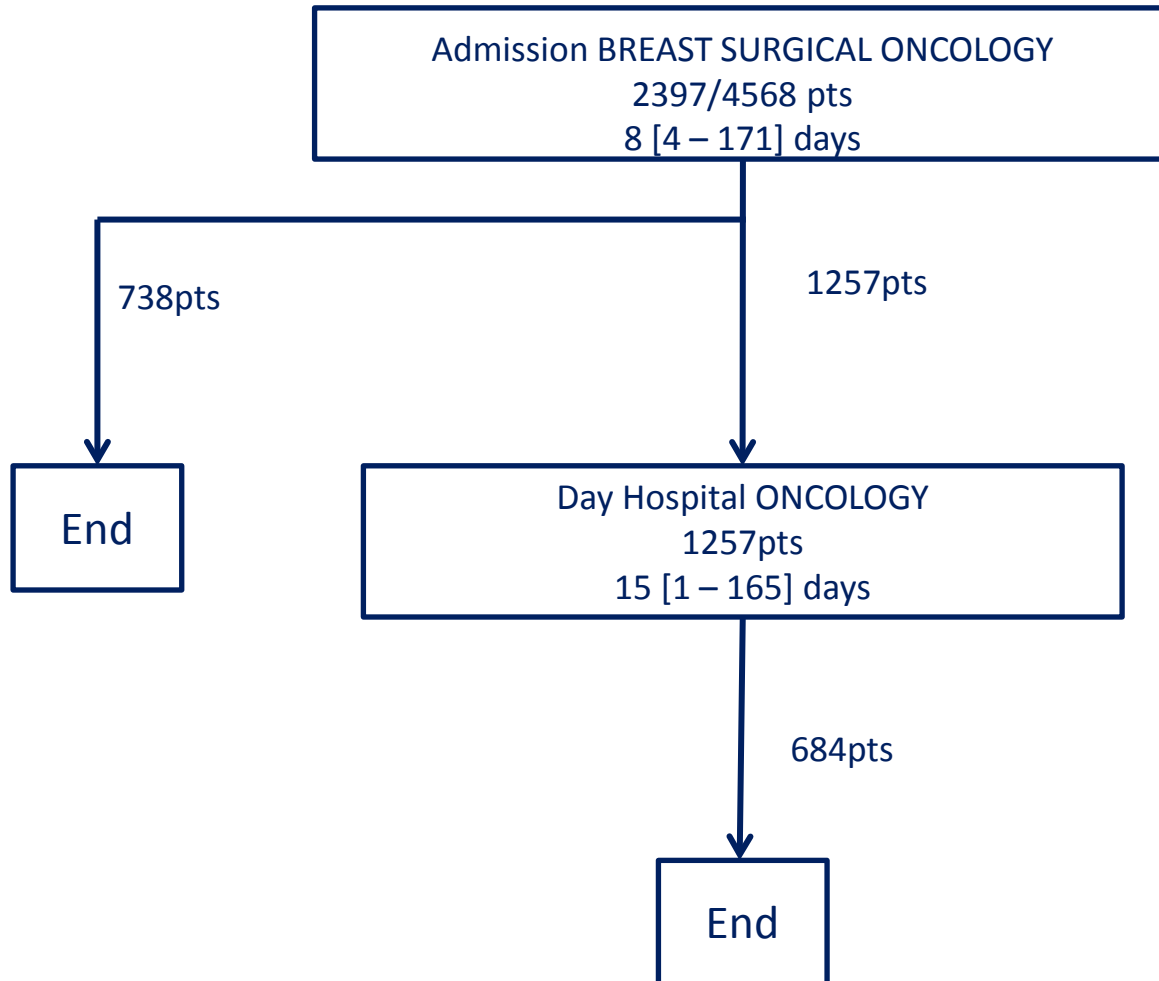 Admission BREAST SURGICAL ONCOLOGY
2397/4568 pts
8 [4 – 171] days
738pts
1257pts
End
Day Hospital ONCOLOGY
1257pts
15 [1 – 165] days
684pts
End